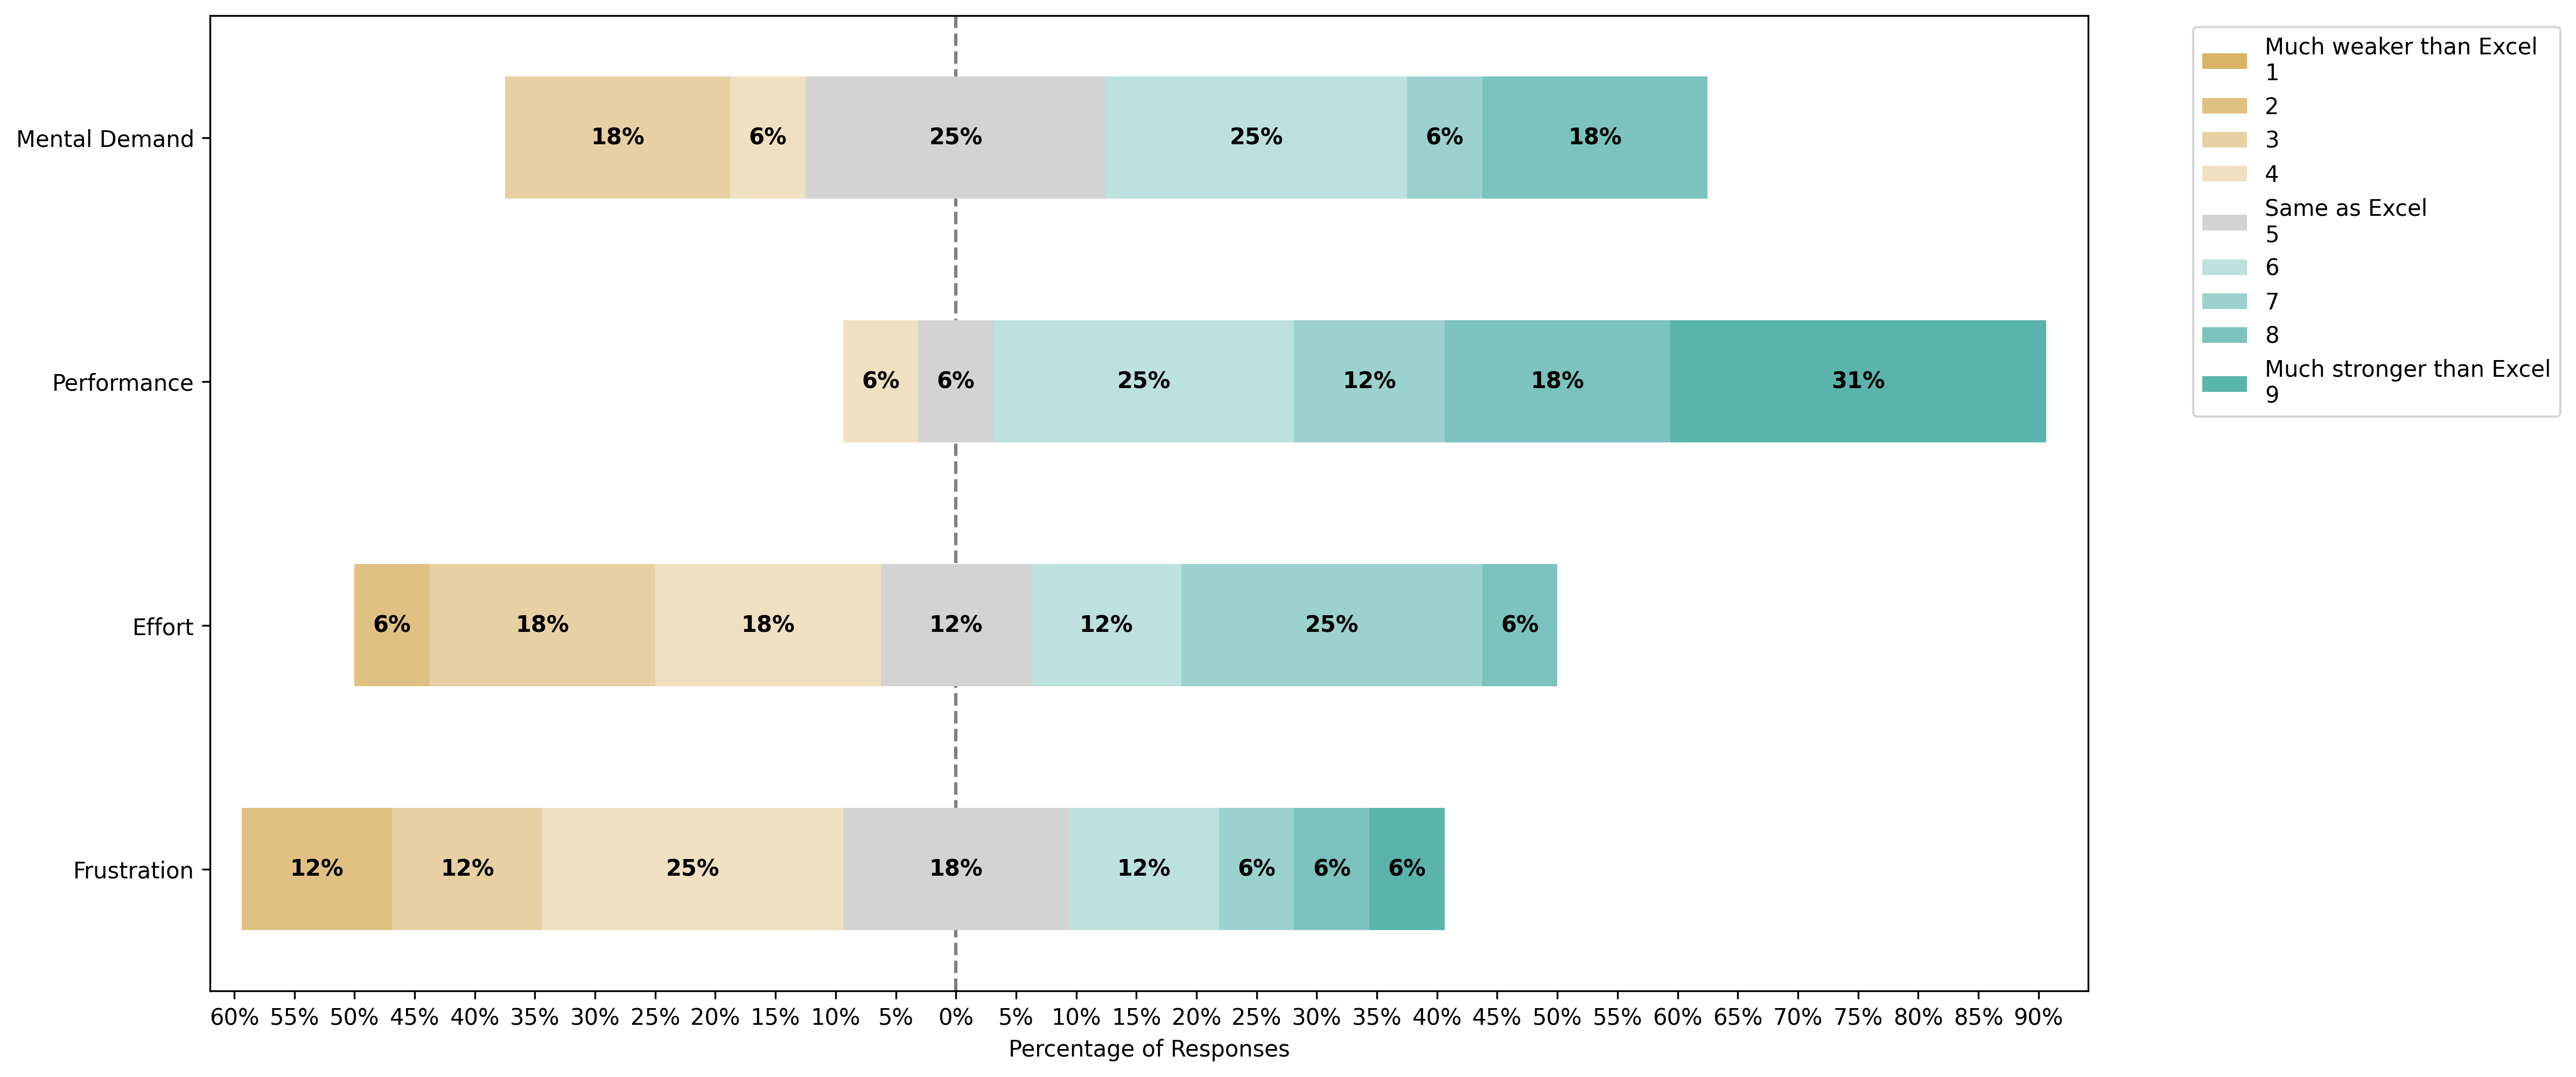 Mental Demand
18% 6% 25% 25% 6% 18%
Performance
6% 6% 25% 12% 18% 31%
Effort
6% 18% 18% 12% 12% 25% 6%
Frustration
12% 12% 25% 18% 12% 6% 6% 6%
60% 55% 50% 45% 40% 35% 30% 25% 20% 15% 10% 5% 0% 5% 10% 15% 20% 25% 30% 35% 40% 45% 50% 55% 60% 65% 70% 75% 80% 85% 90%
Percentage of Responses
Much weaker than Excel
1
2
3
4
Same as Excel
5
6
7
8
Much stronger than Excel
9